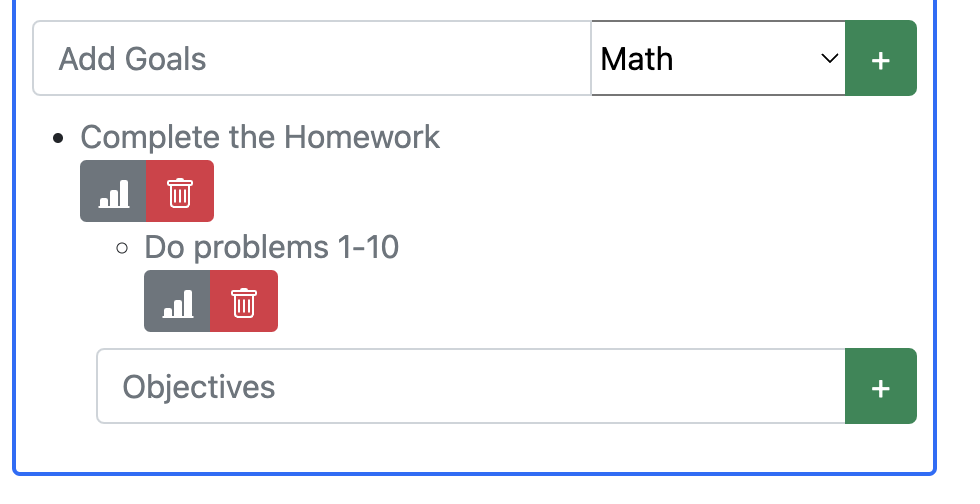 Add Goals Math +
Complete the Homework
Do problems 1-10
Objectives +